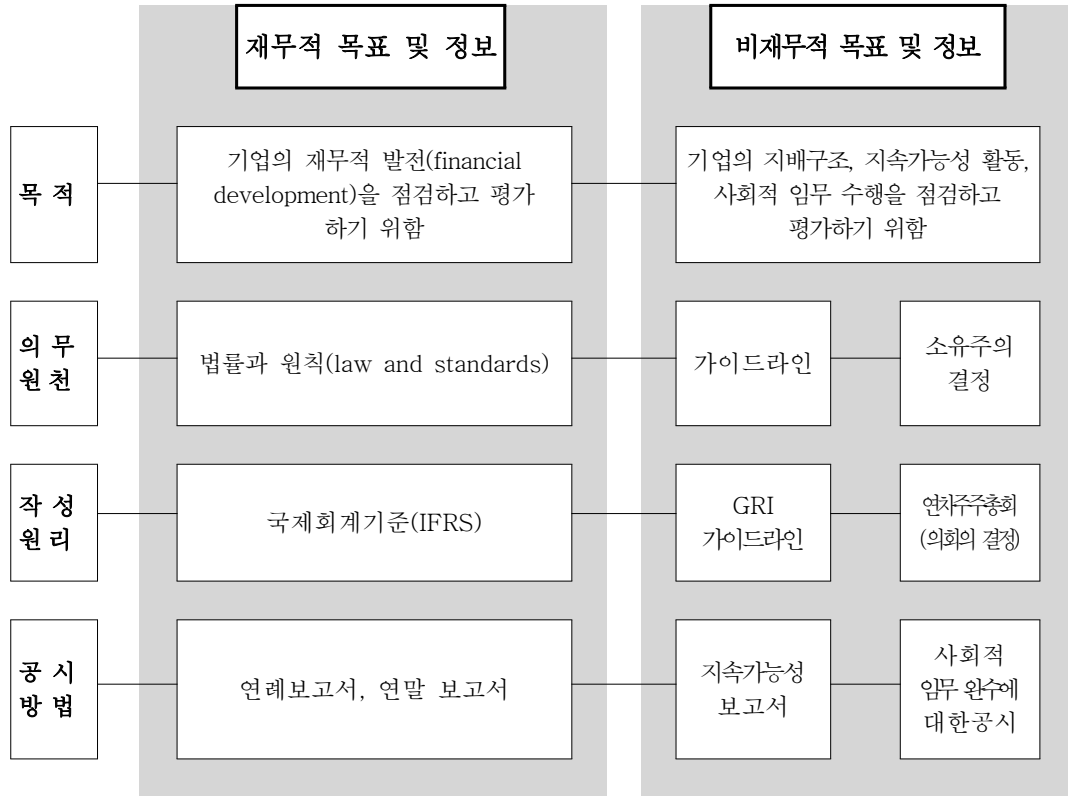 재무적 목표 및 정보
비재무적 목표 및 정보
목 적
기업의 재무적 발전(financial
development)을 점검하고 평가
하기 위함
기업의 지배구조, 지속가능성 활동,
사회적 임무 수행을 점검하고
평가하기 위함
의 무
원 천
법률과 원칙(law and standards)
가이드라인
소유주의
결정
작 성
원 리
국제회계기준(IFRS)
GRI
가이드라인
연차주주총회
(의회의 결정)
공 시
방 법
연례보고서, 연말 보고서
지속가능성
보고서
사회적
임무 완수에
대한공시